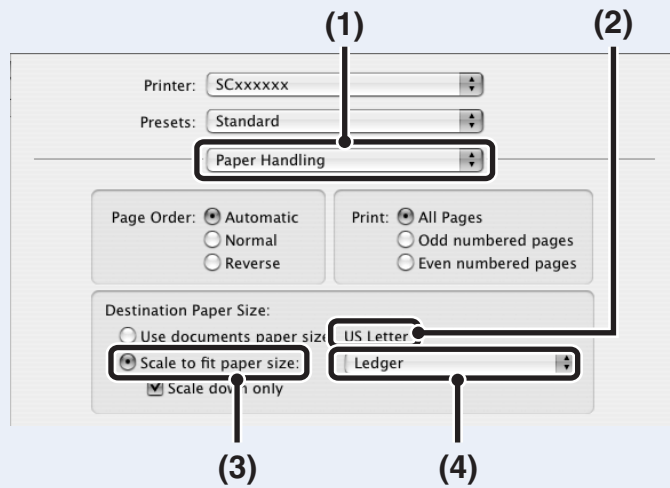 (1) (2)
Printer: SCxxxxxx
Presets: Standard
Paper Handling
Page Order: Automatic Print: All Pages
Normal Odd numbered pages
Reverse Even numbered pages
Destination Paper Size:
Use documents paper size US Letter
Scale to fit paper size: Ledger
Scale down only
(3) (4)